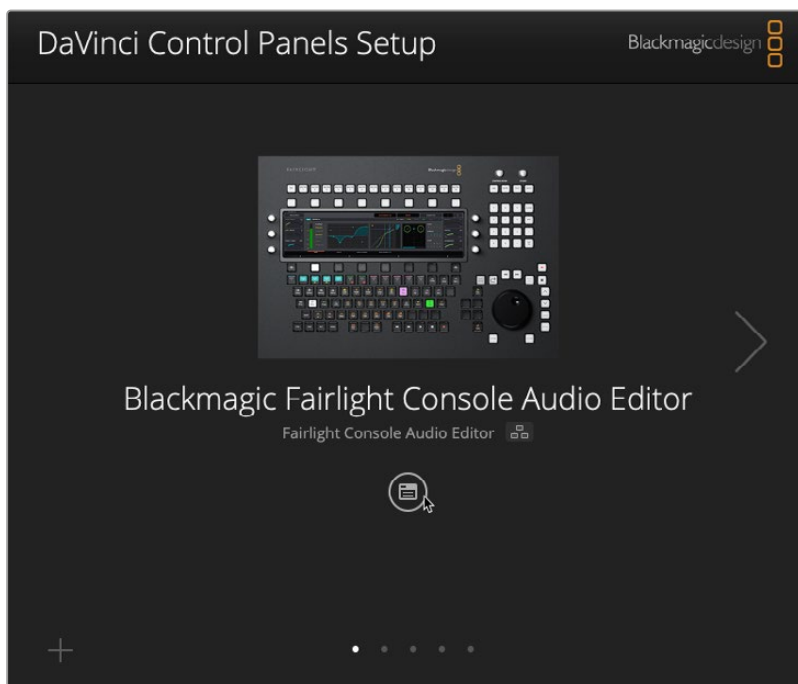 DaVinci Control Panels Setup
Blackmagicdesign
Blackmagic Fairlight Console Audio Editor
Fairlight Console Audio Editor